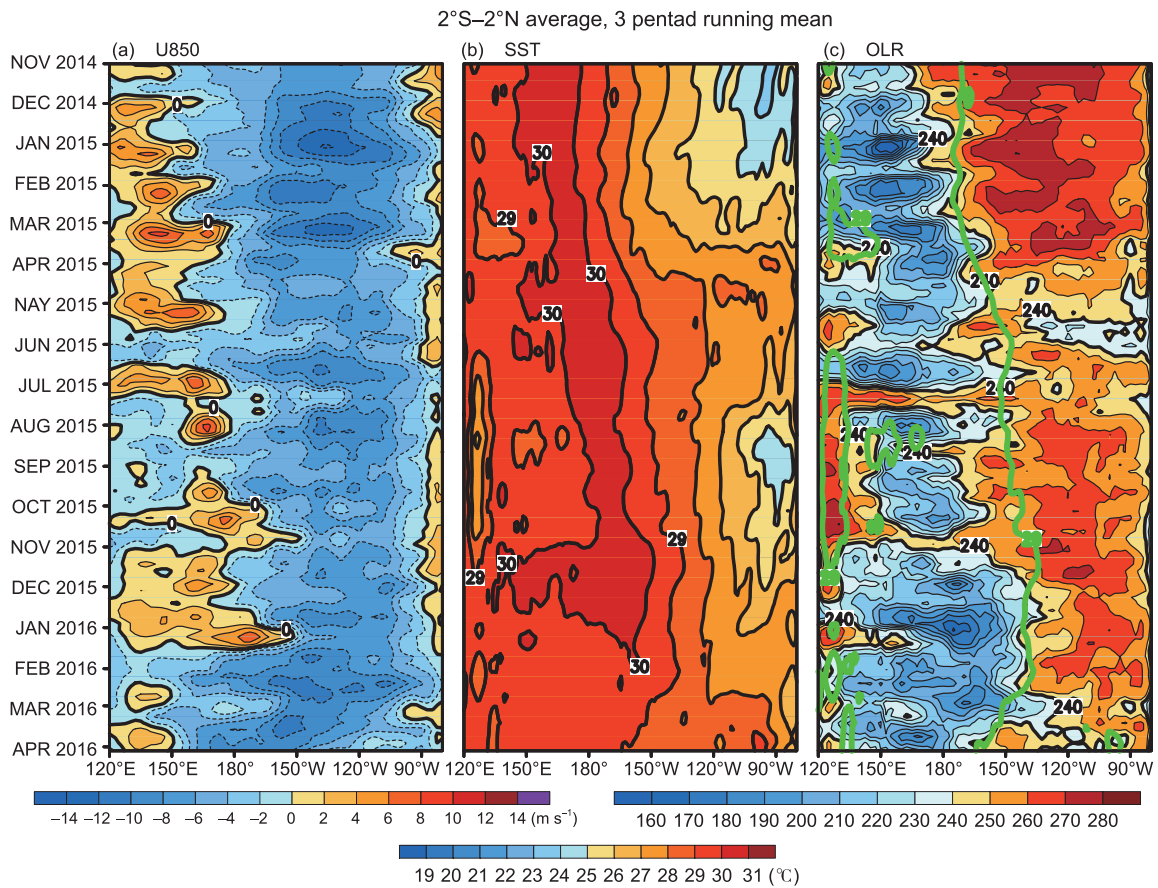 2°S–2°N average, 3 pentad running mean
(a) U850 (b) SST (c) OLR
NOV 2014
DEC 2014
JAN 2015
FEB 2015
MAR 2015
APR 2015
NAY 2015
JUN 2015
JUL 2015
AUG 2015
SEP 2015
OCT 2015
NOV 2015
DEC 2015
JAN 2016
FEB 2016
MAR 2016
APR 2016
0
0
0
0
0
0
0
30
29
30
30
29
30
29
30
240
240
240
240
240
240
240
240
240
240
28
120°E 150°E 180° 150°W 120°W 90°W
120°E 150°E 180° 150°W 120°W 90°W
120°E 150°E 180° 150°W 120°W 90°W
−14 −12 −10 −8 −6 −4 −2 0 2 4 6 8 10 12 14 (m s⁻¹)
160 170 180 190 200 210 220 230 240 250 260 270 280
19 20 21 22 23 24 25 26 27 28 29 30 31 (℃)